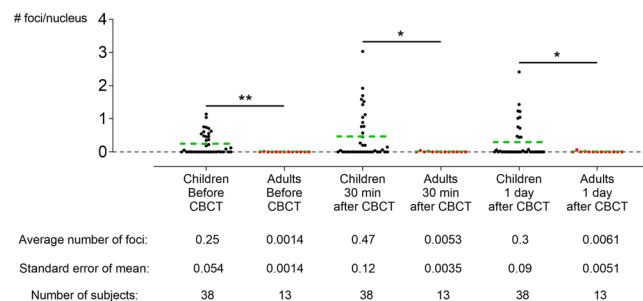 # foci/nucleus
4
3
2
1
0
**
*
*
Children Adults Children Adults Children Adults
Before Before 30 min 30 min 1 day 1 day
CBCT CBCT after CBCT after CBCT after CBCT after CBCT
Average number of foci: 0.25 0.0014 0.47 0.0053 0.3 0.0061
Standard error of mean: 0.054 0.0014 0.12 0.0035 0.09 0.0051
Number of subjects: 38 13 38 13 38 13